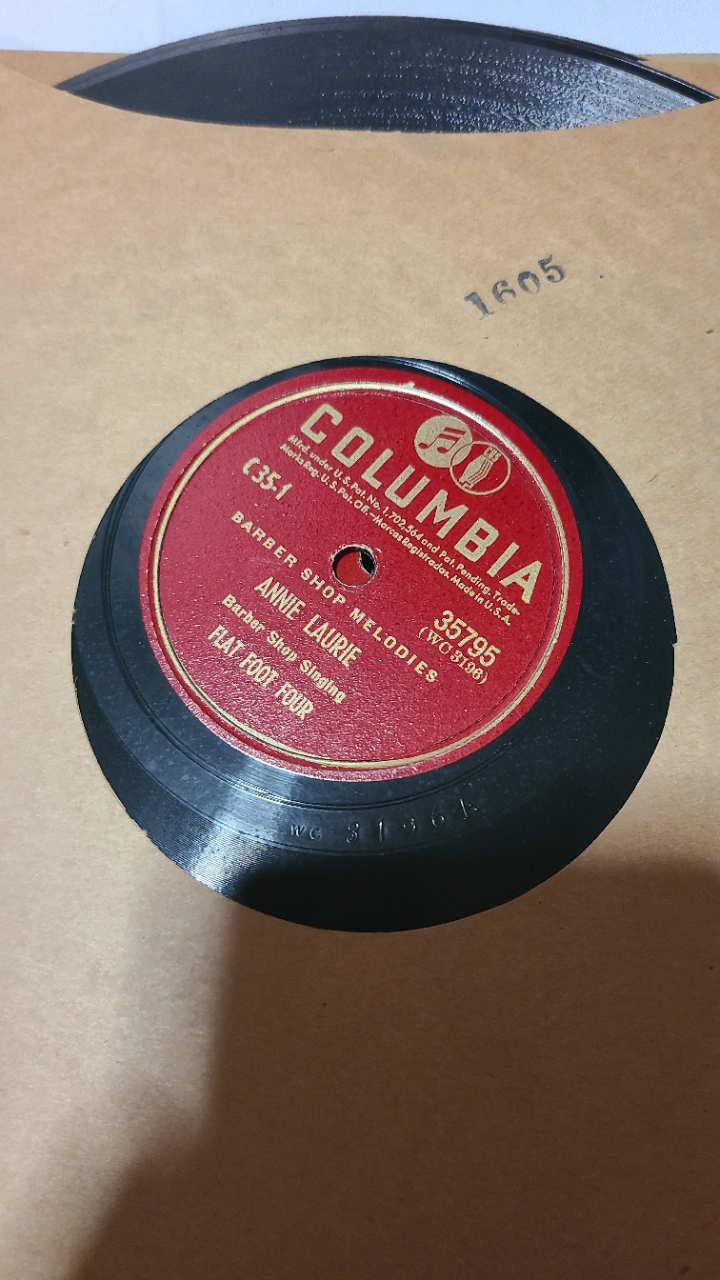 1605
COLUMBIA
Mfrd. under U.S. Pat. No. 1,702,564 and Pat. Pending. Trade
Marks Reg. U.S. Pat. Off.–Marcas Registradas. Made in U.S.A.
C35-1
BARBER SHOP MELODIES
35795
(WC 3196)
ANNIE LAURIE
Barber Shop Singing
FLAT FOOT FOUR
WC 3196A